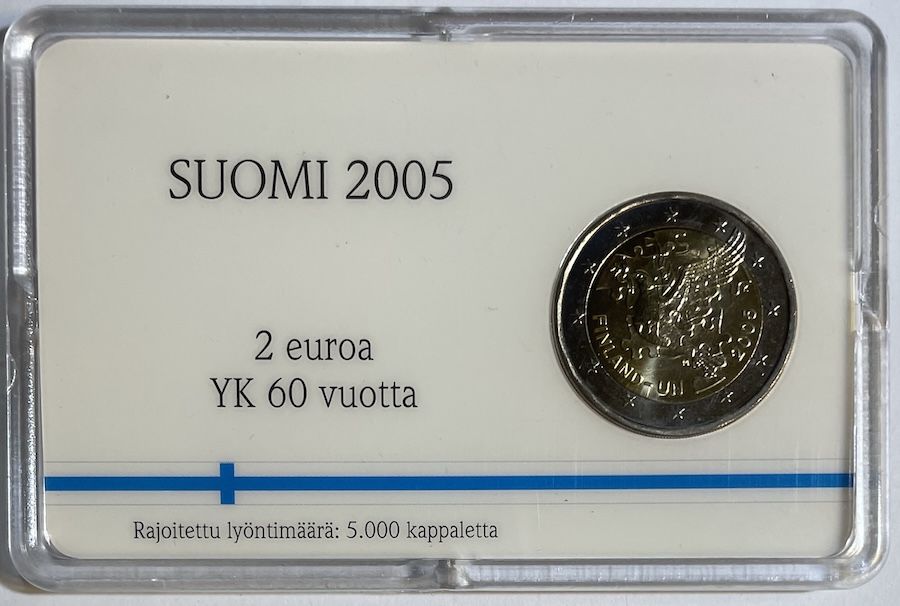 SUOMI 2005
2 euroa
YK 60 vuotta
FINLAND - UN
2005
Rajoitettu lyöntimäärä: 5.000 kappaletta